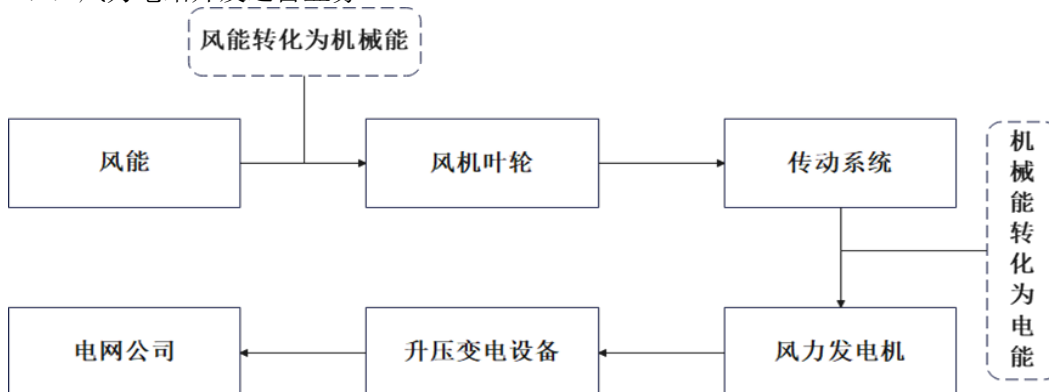 风能转化为机械能
风能
风机叶轮
传动系统
机械能转化为电能
电网公司
升压变电设备
风力发电机